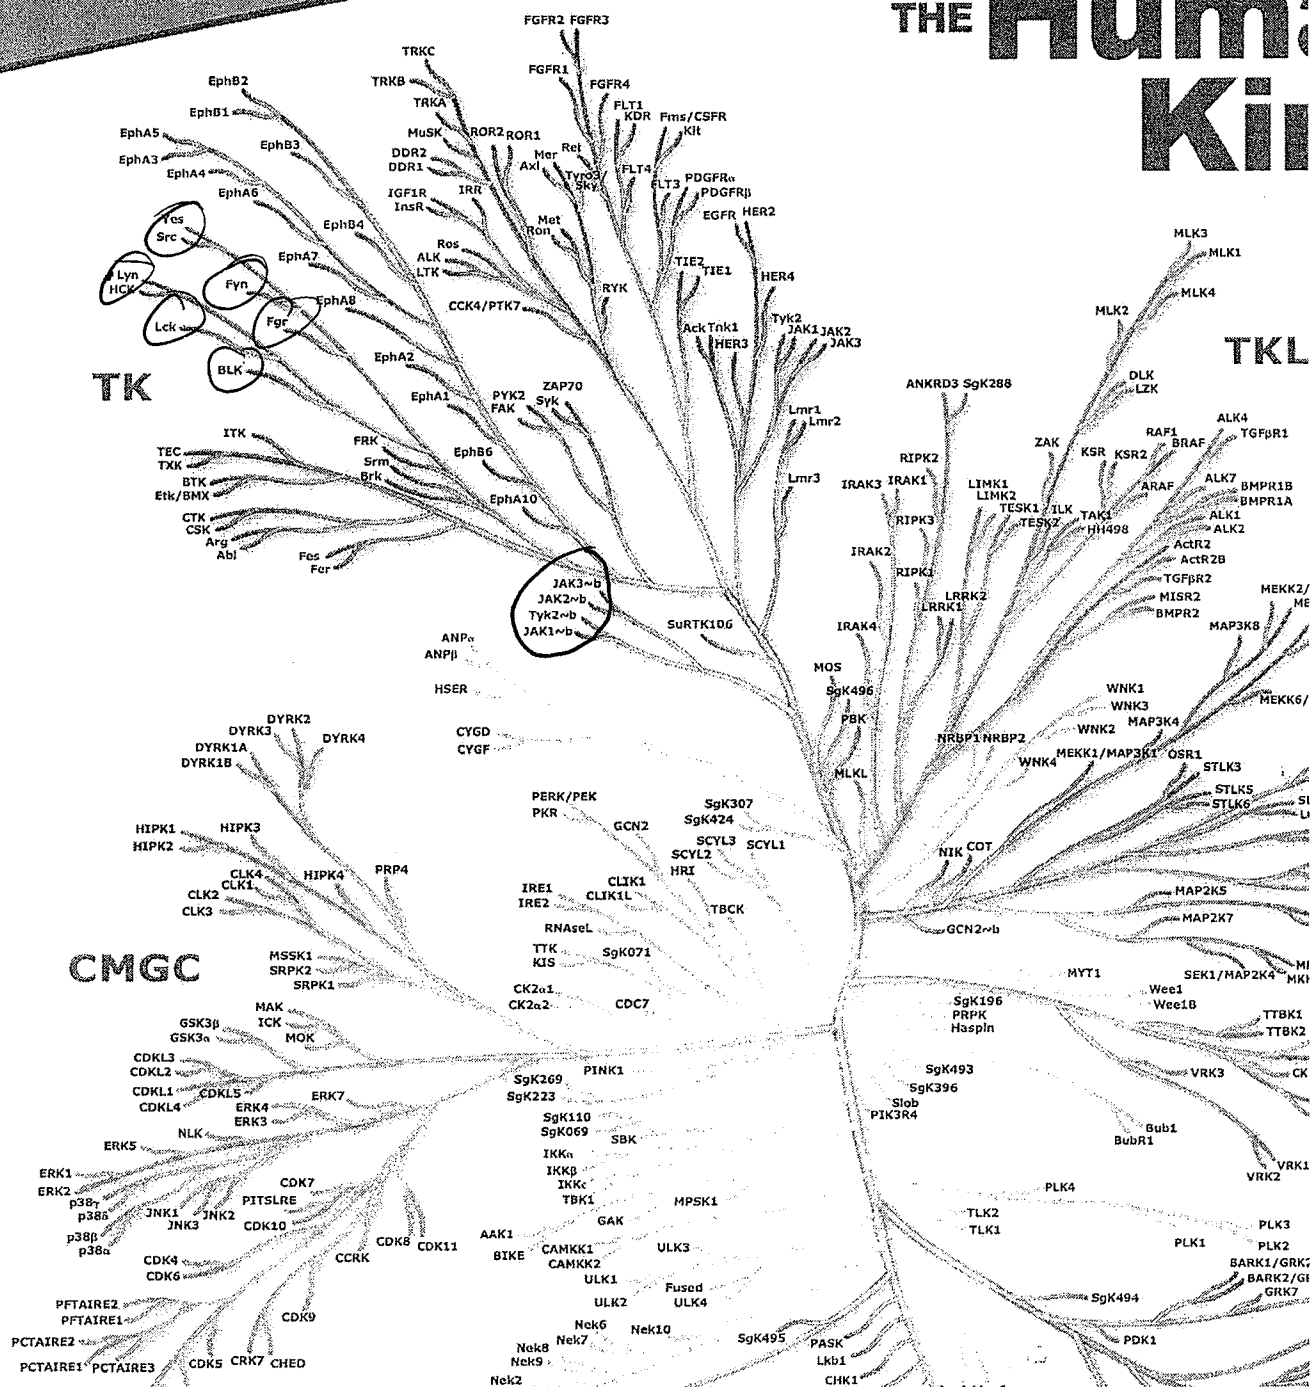 THE Huma
Kin
FGFR2 FGFR3
TRKC
TRKB
TRKA
FGFR1
FGFR4
FLT1
KDR
Fms/CSFR
Kit
EphB2
EphB1
EphA5
EphB3
EphA3
EphA4
EphA6
MuSK
ROR2 ROR1
DDR2
DDR1
Mer
Axl
Ret
Tyro3/
Sky
FLT4
FLT3
PDGFRα
PDGFRβ
IGF1R
InsR
IRR
EGFR HER2
Yes
Src
EphB4
Met
Ron
Ros
ALK
LTK
MLK3
MLK1
EphA7
TIE2
TIE1
HER4
Lyn
HCK
Fyn
EphA8
RYK
MLK4
CCK4/PTK7
MLK2
Lck
Fgr
Ack Tnk1
HER3
Tyk2
JAK1 JAK2
JAK3
TKL
EphA2
BLK
TK
DLK
LZK
ANKRD3 SgK288
EphA1
PYK2
FAK
ZAP70
Syk
Lmr1
Lmr2
ALK4
TGFβR1
ITK
FRK
TEC
TXK
Srm
Brk
EphB6
ZAK
KSR
KSR2
RAF1
BRAF
RIPK2
BTK
Etk/BMX
EphA10
Lmr3
IRAK3
IRAK1
LIMK1
LIMK2
TESK1
TESK2
ILK
TAK1
HH498
ARAF
ALK7
BMPR1B
BMPR1A
ALK1
ALK2
CTK
CSK
Arg
Abl
Fes
Fer
RIPK3
IRAK2
RIPK1
ActR2
ActR2B
TGFβR2
MISR2
BMPR2
JAK3~b
JAK2~b
Tyk2~b
JAK1~b
SuRTK106
LRRK2
LRRK1
IRAK4
MEKK2/
ME
MAP3K8
ANPα
ANPβ
HSER
MOS
SgK496
PBK
WNK1
WNK3
WNK2
MAP3K4
MEKK6/
DYRK2
DYRK3
DYRK4
DYRK1A
DYRK1B
CYGD
CYGF
NRBP1 NRBP2
WNK4
MEKK1/MAP3K1
OSR1
STLK3
MLKL
STLK5
STLK6
PERK/PEK
PKR
GCN2
SgK307
SgK424
SCYL3
SCYL2
SCYL1
HRI
HIPK1
HIPK2
HIPK3
HIPK4
PRP4
NIK
COT
CLK4
CLK1
CLK2
CLK3
IRE1
IRE2
CLIK1
CLIK1L
TBCK
MAP2K5
MAP2K7
GCN2~b
RNAseL
TTK
KIS
SgK071
CMGC
MSSK1
SRPK2
SRPK1
CK2α1
CK2α2
CDC7
MYT1
SEK1/MAP2K4
Wee1
Wee1B
SgK196
PRPK
Haspin
TTBK1
TTBK2
MAK
ICK
MOK
GSK3β
GSK3α
CDKL3
CDKL2
CDKL1
CDKL5
CDKL4
PINK1
SgK269
SgK223
VRK3
SgK493
SgK396
Slob
PIK3R4
ERK7
ERK4
ERK3
SgK110
SgK069
SBK
Bub1
BubR1
NLK
ERK5
IKKα
IKKβ
IKKε
TBK1
VRK1
VRK2
ERK1
ERK2
p38γ
p38δ
JNK1
JNK3
JNK2
CDK7
PITSLRE
CDK10
MPSK1
PLK4
GAK
TLK2
TLK1
PLK3
PLK1
PLK2
p38β
p38α
AAK1
BIKE
CDK8
CDK11
CCRK
CAMKK1
CAMKK2
ULK3
CDK4
CDK6
ULK1
ULK2
Fused
ULK4
BARK1/GRK2
BARK2/GR
GRK7
SgK494
PFTAIRE2
PFTAIRE1
CDK9
Nek6
Nek7
Nek10
SgK495
PASK
PDK1
PCTAIRE2
PCTAIRE1
PCTAIRE3
CDK5
CRK7
CHED
Nek8
Nek9
Nek2
Lkb1
CHK1